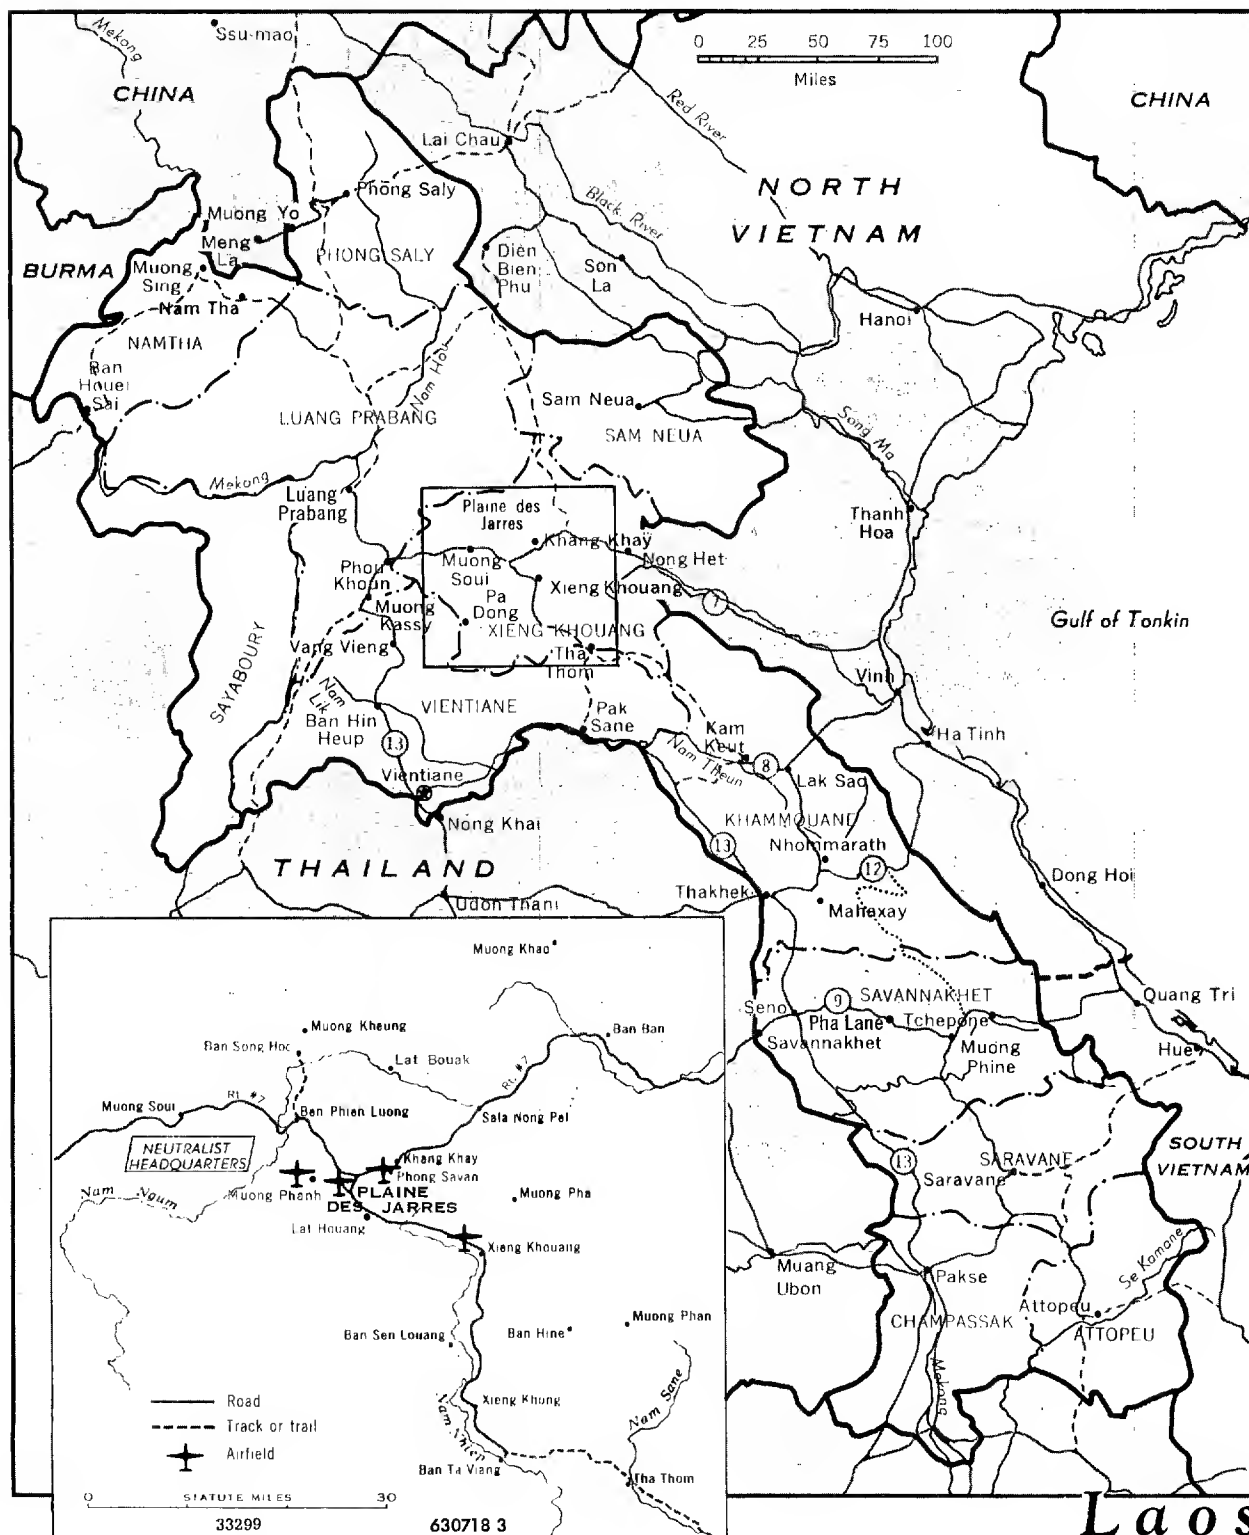 Mekong
Ssu-mao
0 25 50 75 100
Miles
CHINA
CHINA
Red River
Lai Chau
NORTH
VIETNAM
Phong Saly
Black River
Muong Yo
Meng
La
PHONG SALY
BURMA
Muong
Sing
Dien
Bien
Phu
Son
La
Nam Tha
Hanoi
NAMTHA
Ban
Houei
Sai
Nam Hou
LUANG PRABANG
Sam Neua
SAM NEUA
Song Ma
Mekong
Luang
Prabang
Plaine des
Jarres
Thanh
Hoa
Khang Khay
Nong Het
Phou
Khoun
Muong
Soui
Xieng Khouang
7
Muong
Kassy
Pa
Dong
XIENG KHOUANG
Gulf of Tonkin
Vang Vieng
Tha
Thom
SAYABOURY
Vinh
Nam
Lik
VIENTIANE
Pak
Sane
Ban Hin
Heup
13
Kam
Keut
Ha Tinh
Nam Theun
8
Lak Sao
Vientiane
Nong Khai
KHAMMOUANE
13
Nhommarath
12
THAILAND
Thakhek
Dong Hoi
Udon Thani
Mahaxay
SAVANNAKHET
Quang Tri
Seno
9
Pha Lane
Tchepone
Savannakhet
Muong
Phine
Hue
SOUTH
VIETNAM
13
SARAVANE
Saravane
Muang
Ubon
Pakse
Se Kamane
CHAMPASSAK
Attopeu
ATTOPEU
Mekong
Muong Khao
Muong Kheung
Ban Ban
Ban Song Hoc
Lat Bouak
Rt. #7
Muong Soui
Rt #7
Ban Phien Luong
Sala Nong Pet
NEUTRALIST
HEADQUARTERS
Khang Khay
Phong Savan
Muong Phanh
Nam Ngum
PLAINE
DES JARRES
Muong Pha
Lat Houang
Xieng Khouang
Muong Phan
Ban Sen Louang
Ban Hine
Xieng Khong
Nam Sane
Nam Nhiep
Ban Ta Viang
Tha Thom
Road
Track or trail
Airfield
0 STATUTE MILES 30
33299 630718 3
Laos